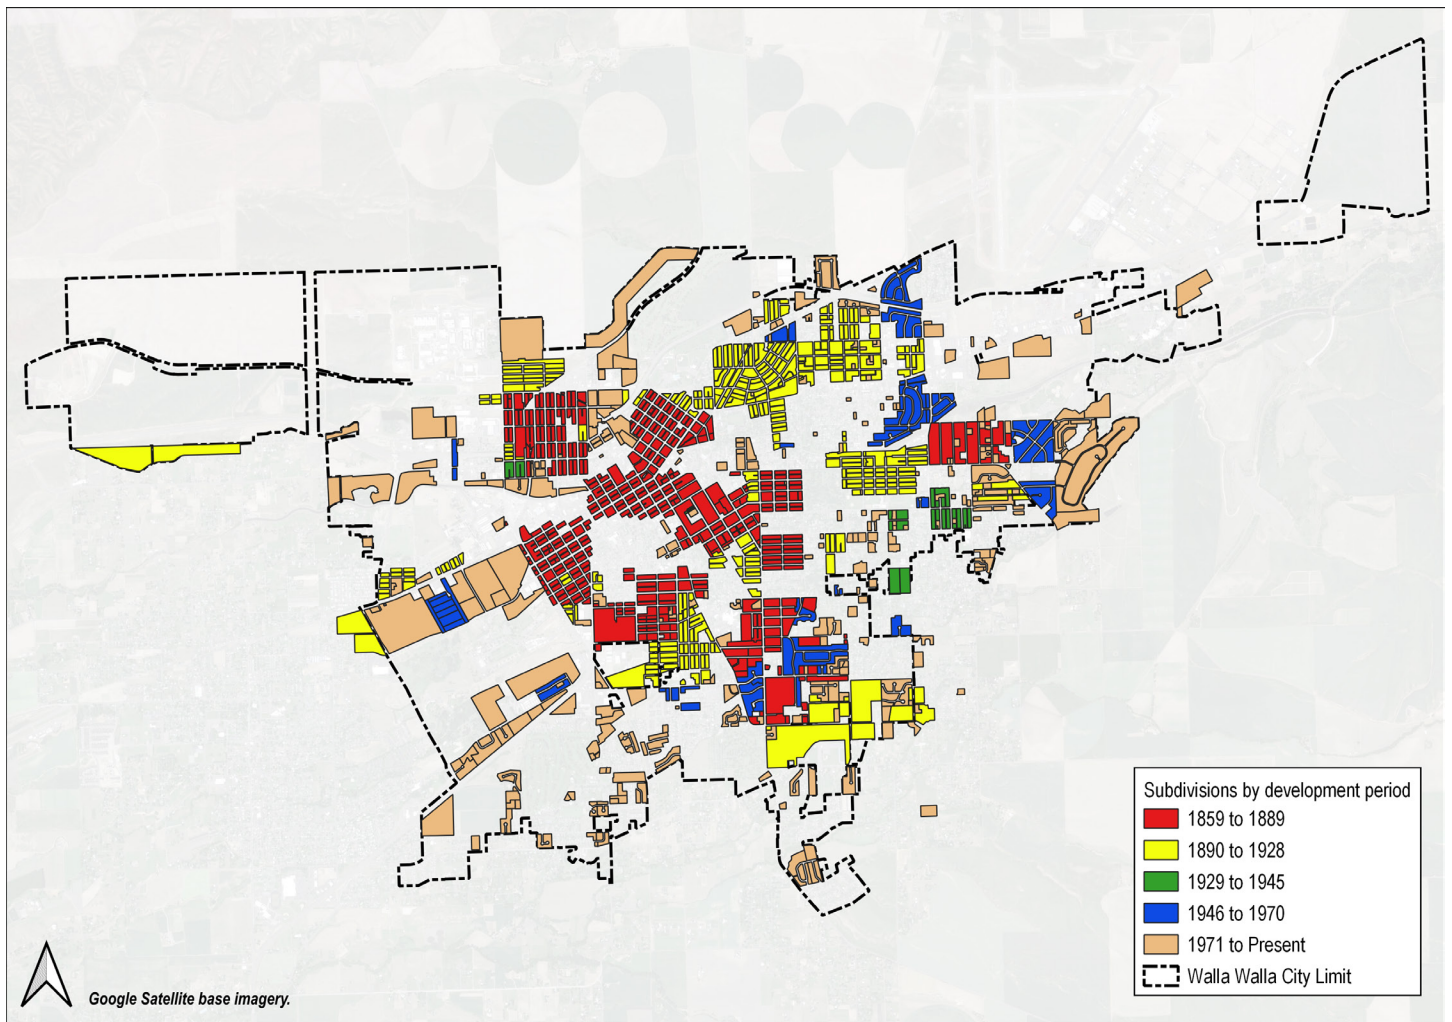 Subdivisions by development period
1859 to 1889
1890 to 1928
1929 to 1945
1946 to 1970
1971 to Present
Walla Walla City Limit
Google Satellite base imagery.